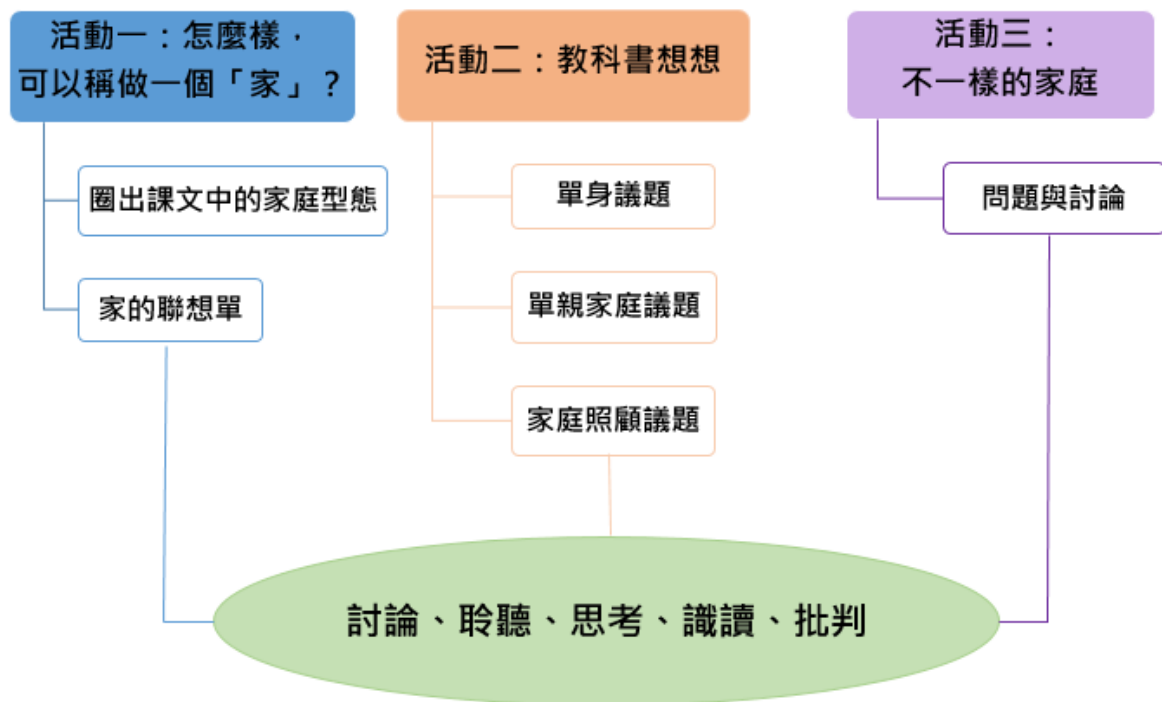 活動一：怎麼�，
可以稱做一個「家」？
圈出課文中的家庭型態
家的聯想單
活動二：教科書想想
單身議題
單親家庭議題
家庭照顧議題
活動三：
不一樣的家庭
問題與討論
討論、聆聽、思考、識讀、批判